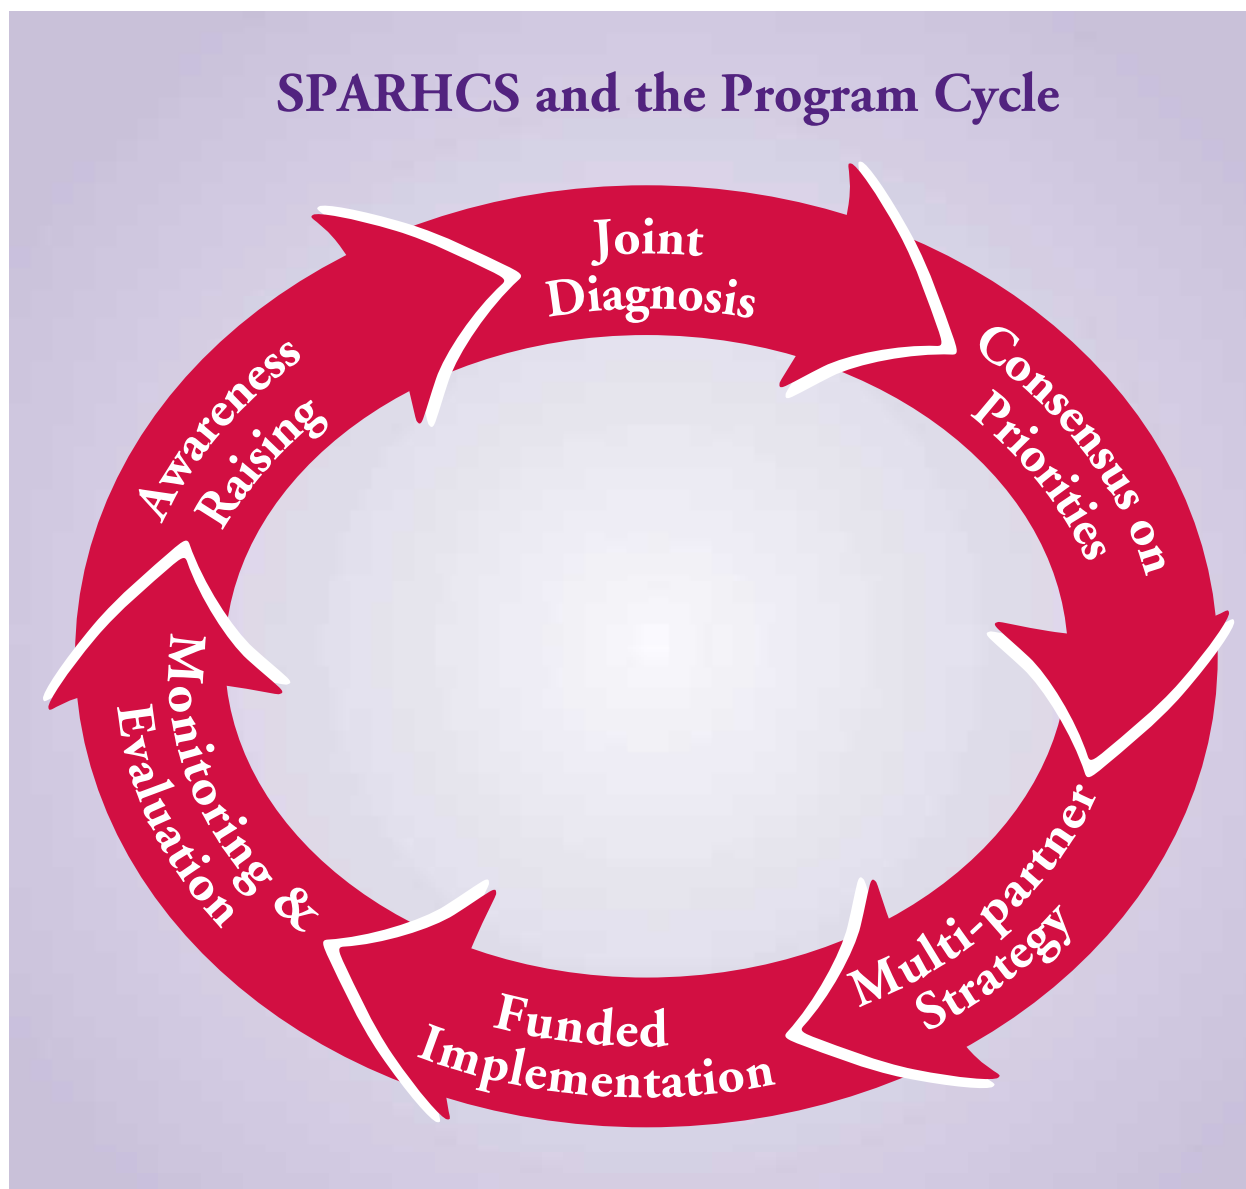 SPARHCS and the Program Cycle
Joint
Diagnosis
Consensus on
Priorities
Multi-partner
Strategy
Funded
Implementation
Monitoring &
Evaluation
Awareness
Raising